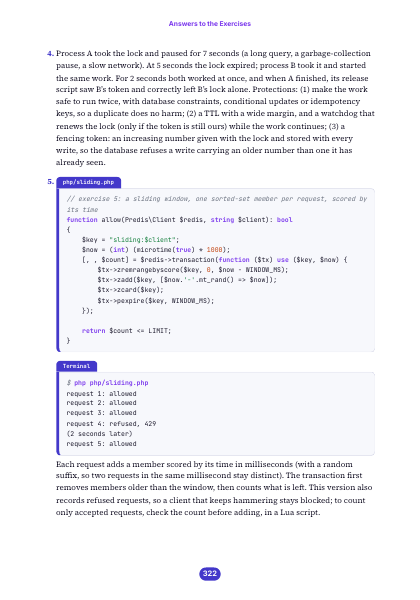 Answers to the Exercises
4. Process A took the lock and paused for 7 seconds (a long query, a garbage-collection
pause, a slow network). At 5 seconds the lock expired; process B took it and started
the same work. For 2 seconds both worked at once, and when A finished, its release
script saw B's token and correctly left B's lock alone. Protections: (1) make the work
safe to run twice, with database constraints, conditional updates or idempotency
keys, so a duplicate does no harm; (2) a TTL with a wide margin, and a watchdog that
renews the lock (only if the token is still ours) while the work continues; (3) a
fencing token: an increasing number given with the lock and stored with every
write, so the database refuses a write carrying an older number than one it has
already seen.
5. php/sliding.php
// exercise 5: a sliding window, one sorted-set member per request, scored by
its time
function allow(Predis\Client $redis, string $client): bool
{
    $key = "sliding:$client";
    $now = (int) (microtime(true) * 1000);
    [, , $count] = $redis->transaction(function ($tx) use ($key, $now) {
        $tx->zremrangebyscore($key, 0, $now - WINDOW_MS);
        $tx->zadd($key, [$now.'-'.mt_rand() => $now]);
        $tx->zcard($key);
        $tx->pexpire($key, WINDOW_MS);
    });
    return $count <= LIMIT;
}
Terminal
$ php php/sliding.php
request 1: allowed
request 2: allowed
request 3: allowed
request 4: refused, 429
(2 seconds later)
request 5: allowed
Each request adds a member scored by its time in milliseconds (with a random
suffix, so two requests in the same millisecond stay distinct). The transaction first
removes members older than the window, then counts what is left. This version also
records refused requests, so a client that keeps hammering stays blocked; to count
only accepted requests, check the count before adding, in a Lua script.
322